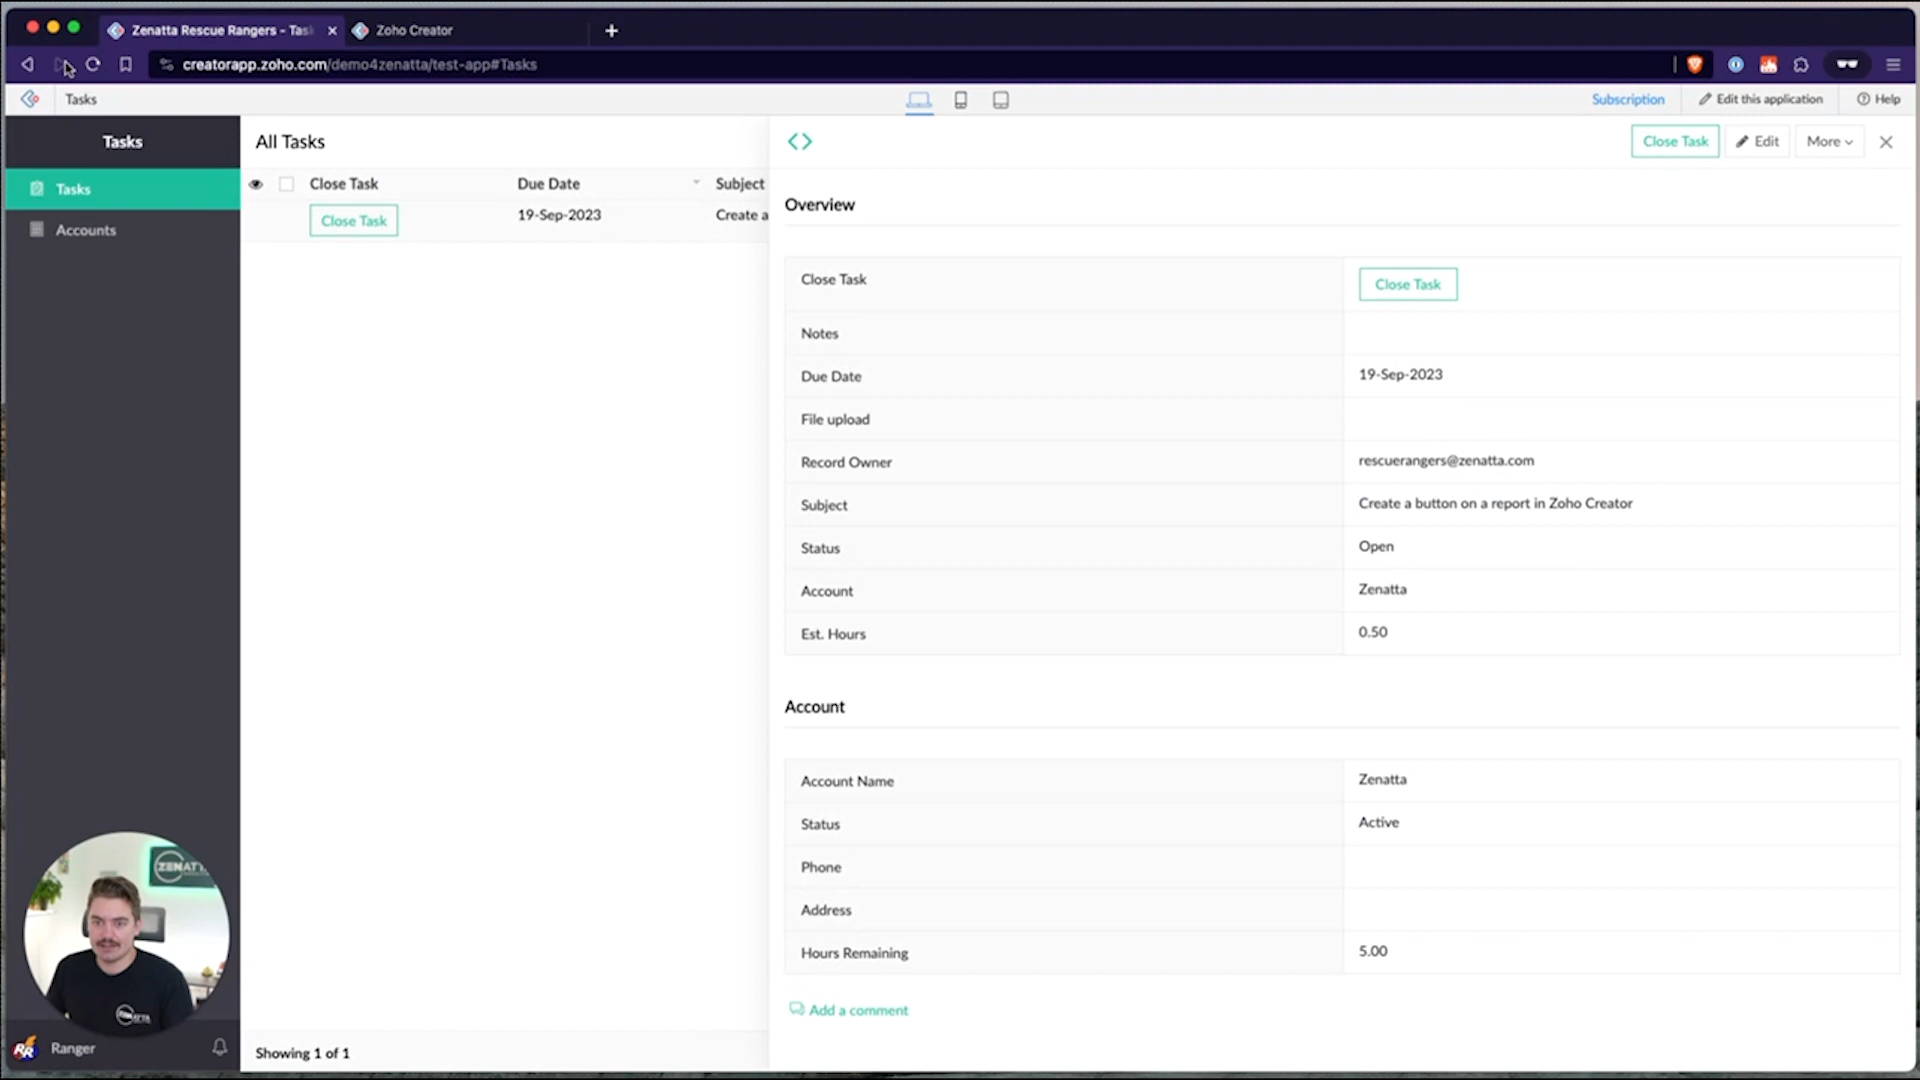 Zenatta Rescue Rangers - Tas
Zoho Creator
creatorapp.zoho.com/demo4zenatta/test-app#Tasks
Tasks
Subscription
Edit this application
Help
Tasks
Tasks
Accounts
All Tasks
Close Task
Due Date
Subject
Close Task
19-Sep-2023
Create a
Close Task
Edit
More
Overview
Close Task
Close Task
Notes
Due Date
19-Sep-2023
File upload
Record Owner
rescuerangers@zenatta.com
Subject
Create a button on a report in Zoho Creator
Status
Open
Account
Zenatta
Est. Hours
0.50
Account
Account Name
Zenatta
Status
Active
Phone
Address
Hours Remaining
5.00
Add a comment
Showing 1 of 1
ZENATT
RR
Ranger